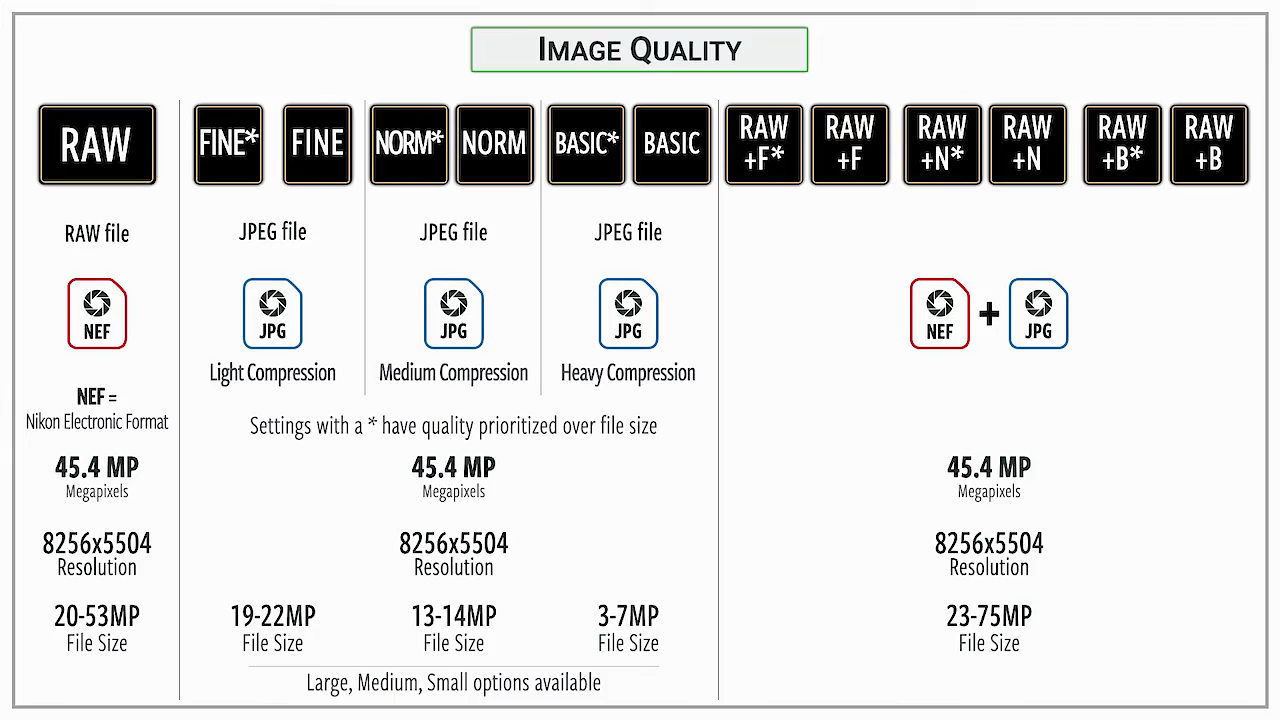 IMAGE QUALITY
RAW
FINE*
FINE
NORM*
NORM
BASIC*
BASIC
RAW
+F*
RAW
+F
RAW
+N*
RAW
+N
RAW
+B*
RAW
+B
RAW file
NEF
NEF =
Nikon Electronic Format
45.4 MP
Megapixels
8256x5504
Resolution
20-53MP
File Size
JPEG file
JPG
Light Compression
JPEG file
JPG
Medium Compression
JPEG file
JPG
Heavy Compression
Settings with a * have quality prioritized over file size
45.4 MP
Megapixels
8256x5504
Resolution
19-22MP
File Size
13-14MP
File Size
3-7MP
File Size
Large, Medium, Small options available
NEF + JPG
45.4 MP
Megapixels
8256x5504
Resolution
23-75MP
File Size